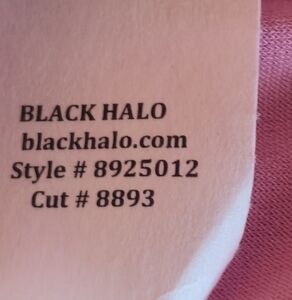 BLACK HALO
blackhalo.com
Style # 8925012
Cut # 8893